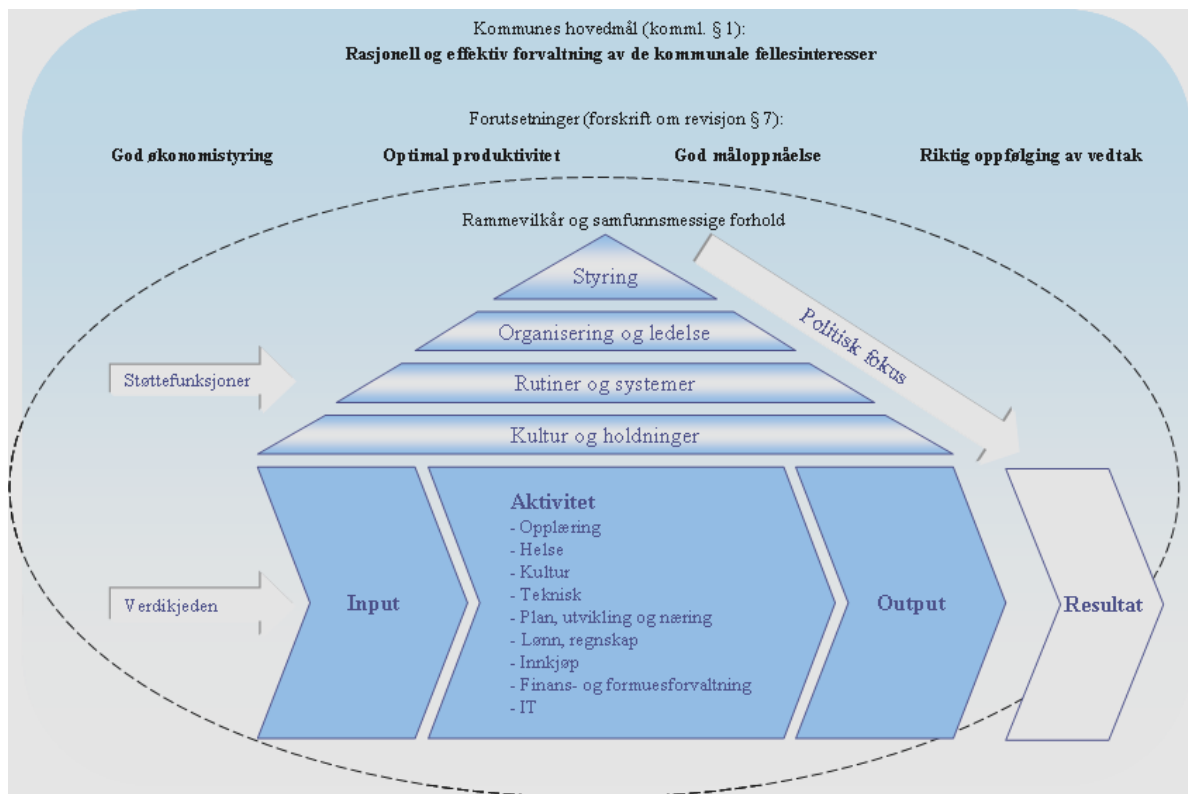 Kommunes hovedmål (komml. § 1):
Rasjonell og effektiv forvaltning av de kommunale fellesinteresser
Forutsetninger (forskrift om revisjon § 7):
God økonomistyring
Optimal produktivitet
God måloppnåelse
Riktig oppfølging av vedtak
Rammevilkår og samfunnsmessige forhold
Styring
Organisering og ledelse
Politisk fokus
Støttefunksjoner
Rutiner og systemer
Kultur og holdninger
Verdikjeden
Input
Aktivitet
- Opplæring
- Helse
- Kultur
- Teknisk
- Plan, utvikling og næring
- Lønn, regnskap
- Innkjøp
- Finans- og formuesforvaltning
- IT
Output
Resultat